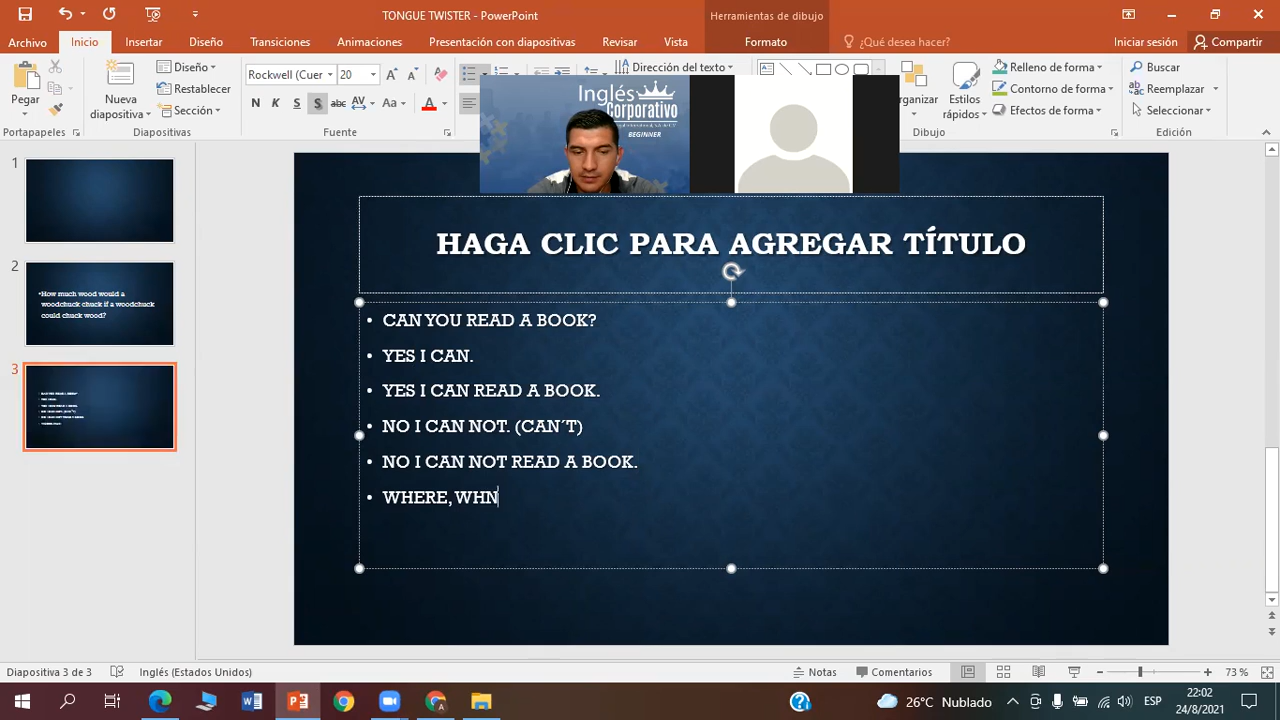 TONGUE TWISTER - PowerPoint
Herramientas de dibujo
Archivo Inicio Insertar Diseño Transiciones Animaciones Presentación con diapositivas Revisar Vista Formato ¿Qué desea hacer? Iniciar sesión Compartir
Pegar
Nueva diapositiva
Diseño
Restablecer
Sección
Rockwell (Cuer 20
N K S S abc AV Aa A
Dirección del texto
Organizar
Estilos rápidos
Relleno de forma
Contorno de forma
Efectos de forma
Buscar
Reemplazar
Seleccionar
Portapapeles Diapositivas Fuente Dibujo Edición
Inglés
Corporativo
BEGINNER
1
2
•How much wood would a
woodchuck chuck if a woodchuck
could chuck wood?
3
HAGA CLIC PARA AGREGAR TÍTULO
• CAN YOU READ A BOOK?
• YES I CAN.
• YES I CAN READ A BOOK.
• NO I CAN NOT. (CAN´T)
• NO I CAN NOT READ A BOOK.
• WHERE, WHN
Diapositiva 3 de 3 Inglés (Estados Unidos) Notas Comentarios 73 %
26°C Nublado ESP 22:02
24/8/2021